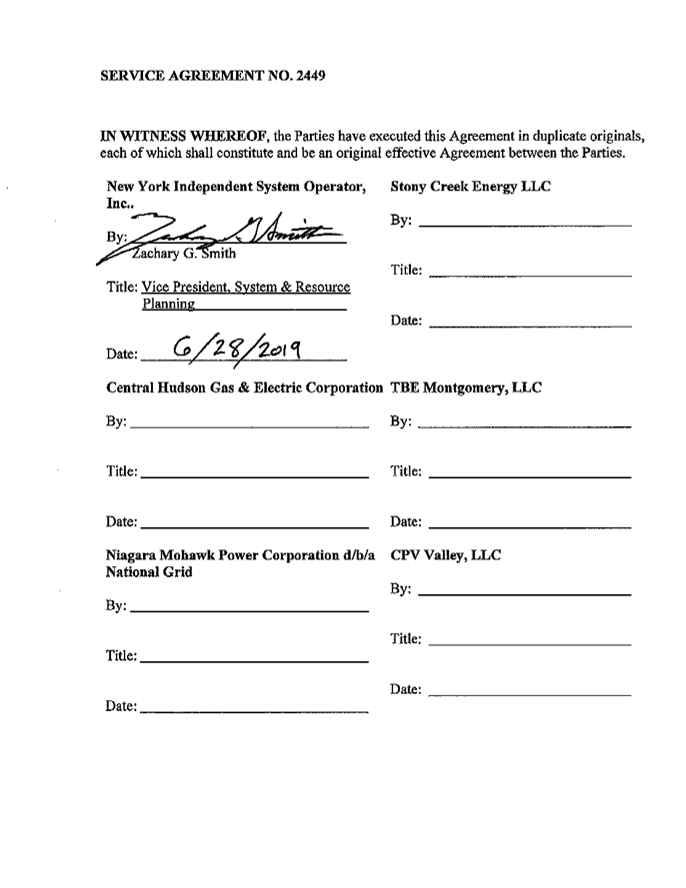 SERVICE AGREEMENT NO. 2449
IN WITNESS WHEREOF, the Parties have executed this Agreement in duplicate originals,
each of which shall constitute and be an original effective Agreement between the Parties.
New York Independent System Operator,
Inc..
By: Zachary G Smith
Zachary G. Smith
Title: Vice President, System & Resource
Planning
Date: 6/28/2019
Stony Creek Energy LLC
By:
Title:
Date:
Central Hudson Gas & Electric Corporation
By:
Title:
Date:
TBE Montgomery, LLC
By:
Title:
Date:
Niagara Mohawk Power Corporation d/b/a
National Grid
By:
Title:
Date:
CPV Valley, LLC
By:
Title:
Date: